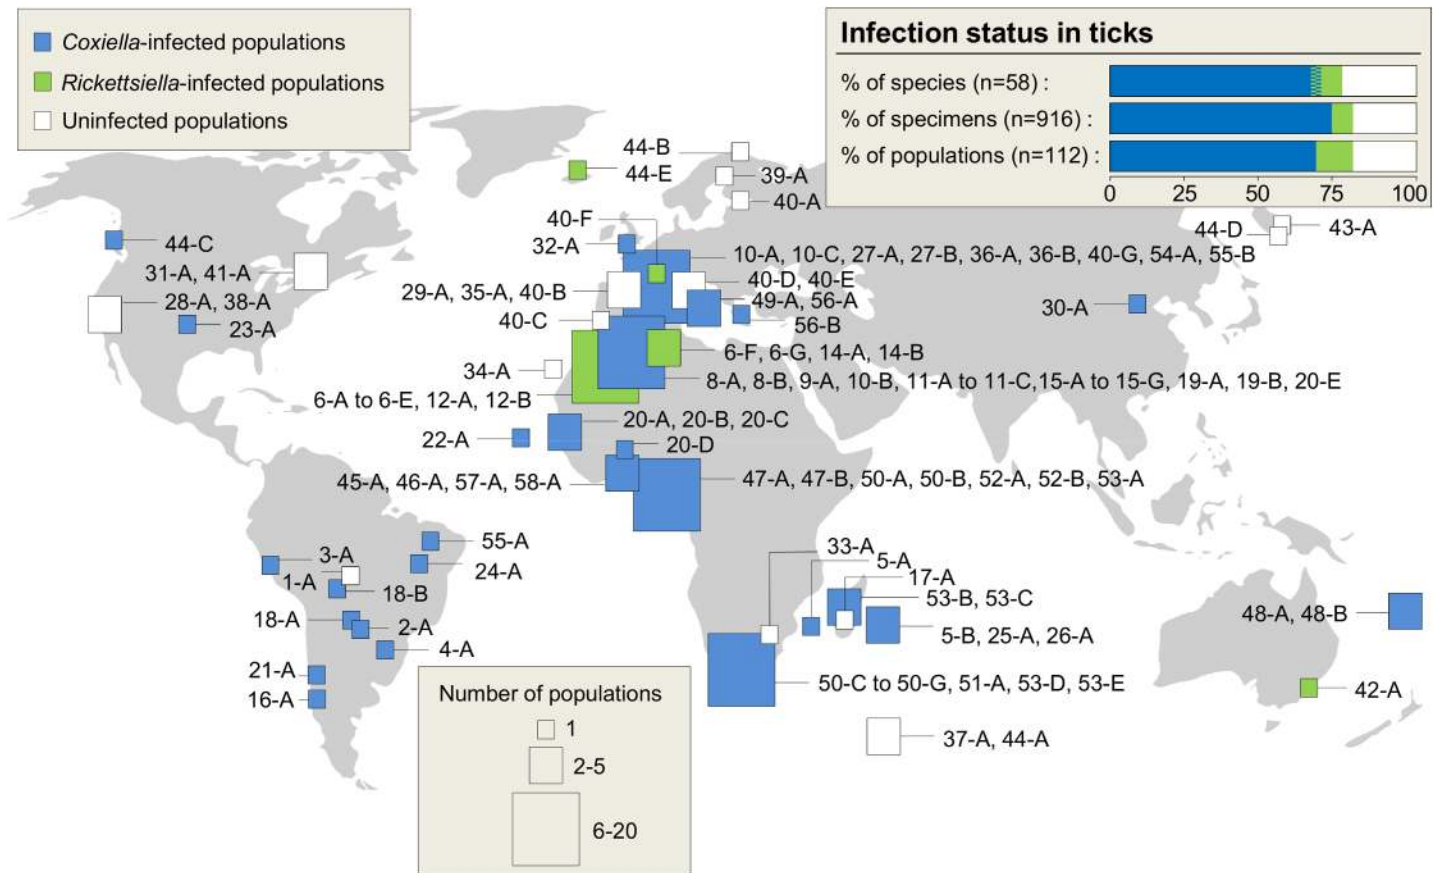 Coxiella-infected populations
Rickettsiella-infected populations
Uninfected populations
Infection status in ticks
% of species (n=58) :
% of specimens (n=916) :
% of populations (n=112) :
0 25 50 75 100
44-B
44-E
39-A
40-A
40-F
32-A
44-C
31-A, 41-A
28-A, 38-A
23-A
10-A, 10-C, 27-A, 27-B, 36-A, 36-B, 40-G, 54-A, 55-B
44-D
43-A
40-D, 40-E
29-A, 35-A, 40-B
49-A, 56-A
30-A
40-C
56-B
6-F, 6-G, 14-A, 14-B
34-A
8-A, 8-B, 9-A, 10-B, 11-A to 11-C,15-A to 15-G, 19-A, 19-B, 20-E
6-A to 6-E, 12-A, 12-B
20-A, 20-B, 20-C
22-A
20-D
45-A, 46-A, 57-A, 58-A
47-A, 47-B, 50-A, 50-B, 52-A, 52-B, 53-A
55-A
33-A
3-A
5-A
24-A
1-A
17-A
18-B
53-B, 53-C
48-A, 48-B
18-A
2-A
5-B, 25-A, 26-A
4-A
21-A
50-C to 50-G, 51-A, 53-D, 53-E
42-A
16-A
Number of populations
1
2-5
6-20
37-A, 44-A